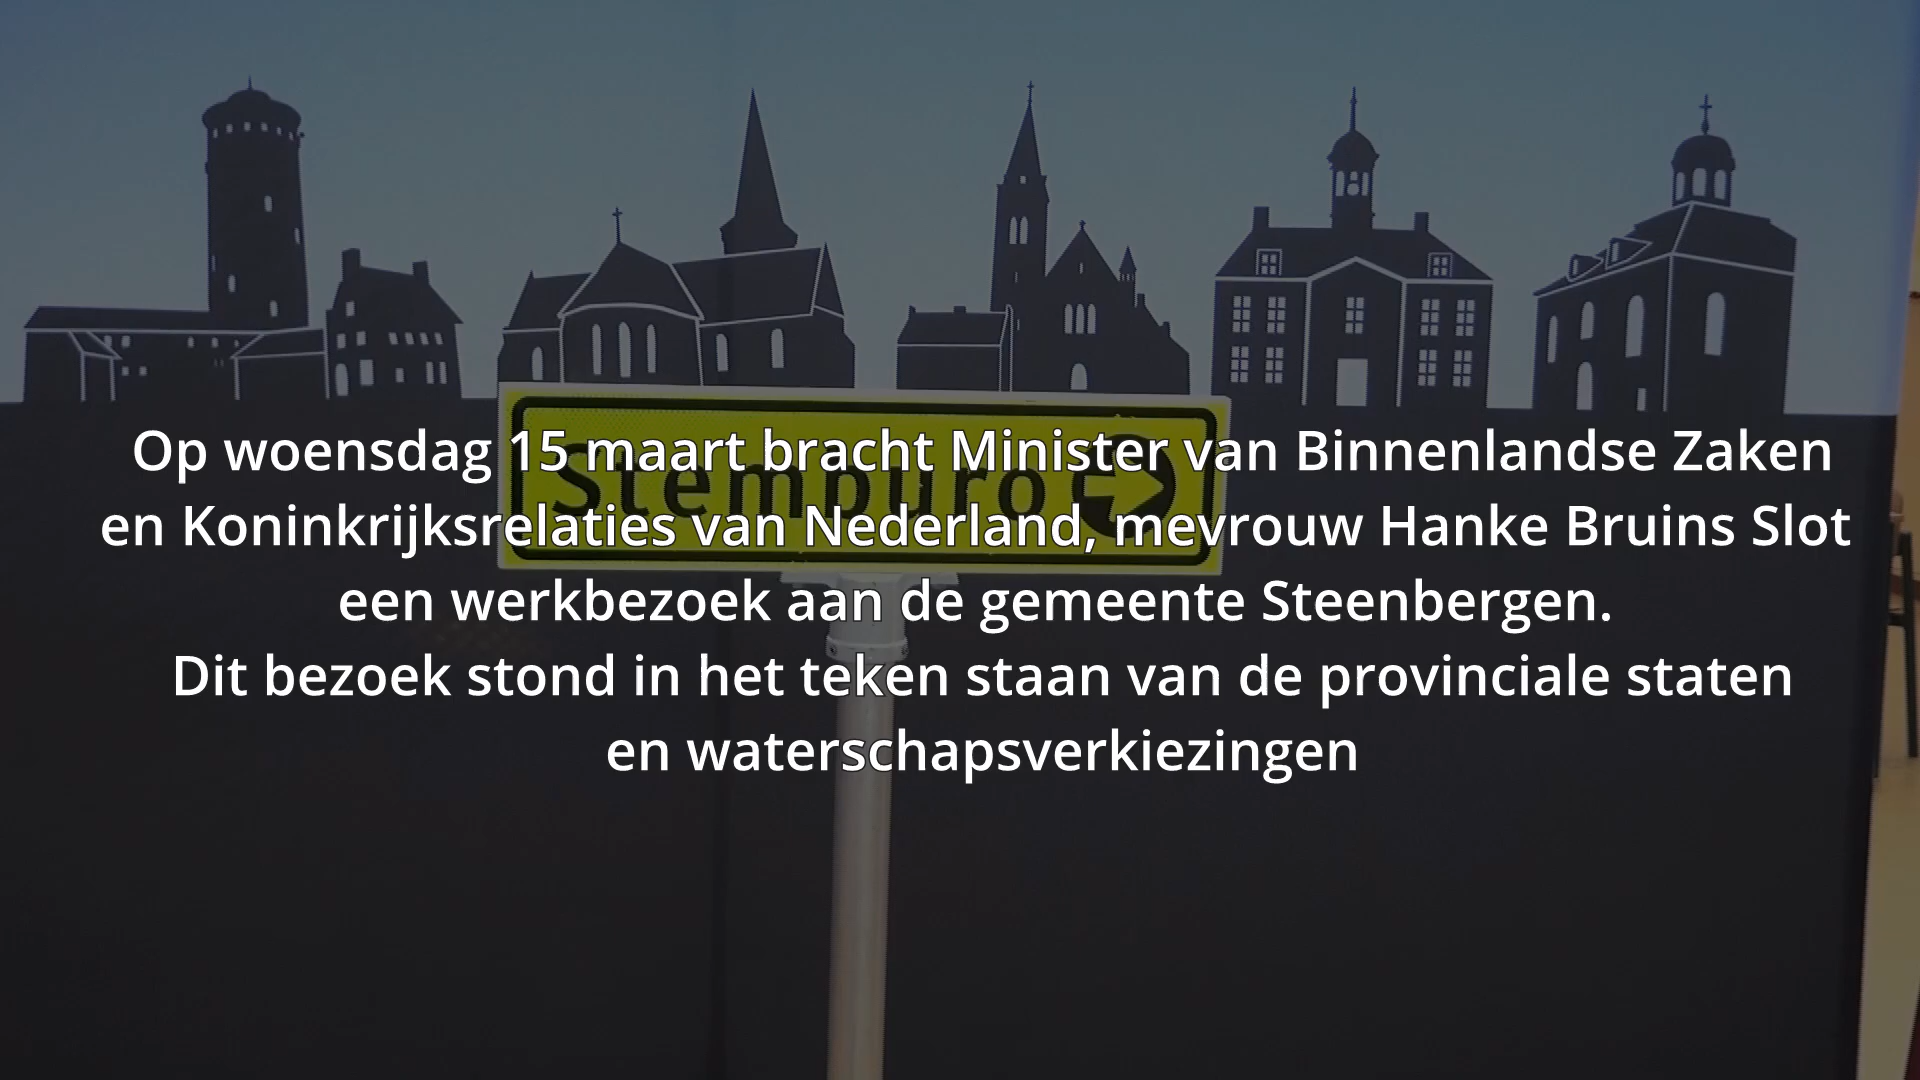 Op woensdag 15 maart bracht Minister van Binnenlandse Zaken
en Koninkrijksrelaties van Nederland, mevrouw Hanke Bruins Slot
een werkbezoek aan de gemeente Steenbergen.
Dit bezoek stond in het teken staan van de provinciale staten
en waterschapsverkiezingen
Stemburo